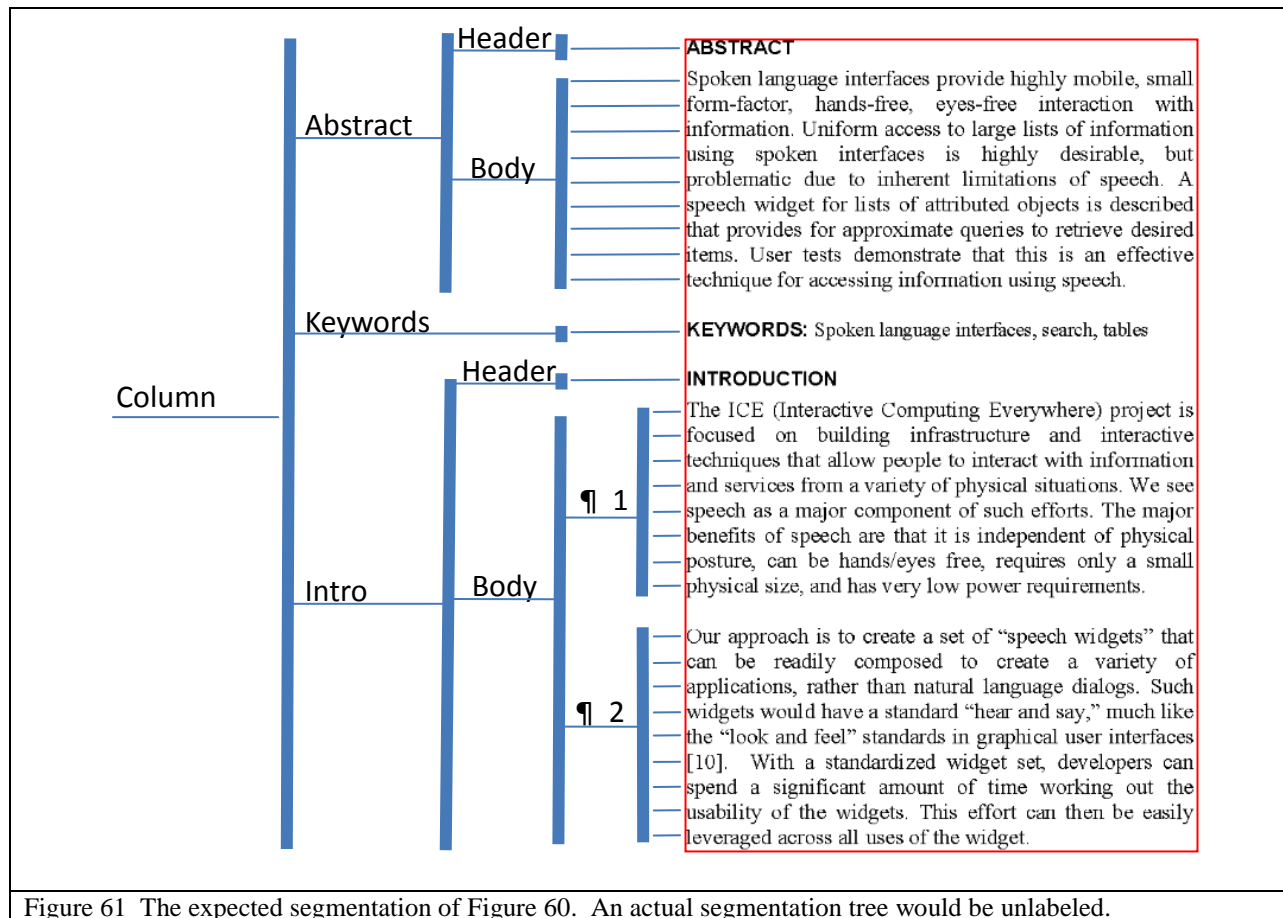 Header
ABSTRACT
Abstract
Body
Spoken language interfaces provide highly mobile, small
form-factor, hands-free, eyes-free interaction with
information. Uniform access to large lists of information
using spoken interfaces is highly desirable, but
problematic due to inherent limitations of speech. A
speech widget for lists of attributed objects is described
that provides for approximate queries to retrieve desired
items. User tests demonstrate that this is an effective
technique for accessing information using speech.
Keywords
KEYWORDS: Spoken language interfaces, search, tables
Header
INTRODUCTION
Column
Intro
Body
¶ 1
The ICE (Interactive Computing Everywhere) project is
focused on building infrastructure and interactive
techniques that allow people to interact with information
and services from a variety of physical situations. We see
speech as a major component of such efforts. The major
benefits of speech are that it is independent of physical
posture, can be hands/eyes free, requires only a small
physical size, and has very low power requirements.
¶ 2
Our approach is to create a set of “speech widgets” that
can be readily composed to create a variety of
applications, rather than natural language dialogs. Such
widgets would have a standard “hear and say,” much like
the “look and feel” standards in graphical user interfaces
[10].  With a standardized widget set, developers can
spend a significant amount of time working out the
usability of the widgets. This effort can then be easily
leveraged across all uses of the widget.
Figure 61  The expected segmentation of Figure 60.  An actual segmentation tree would be unlabeled.